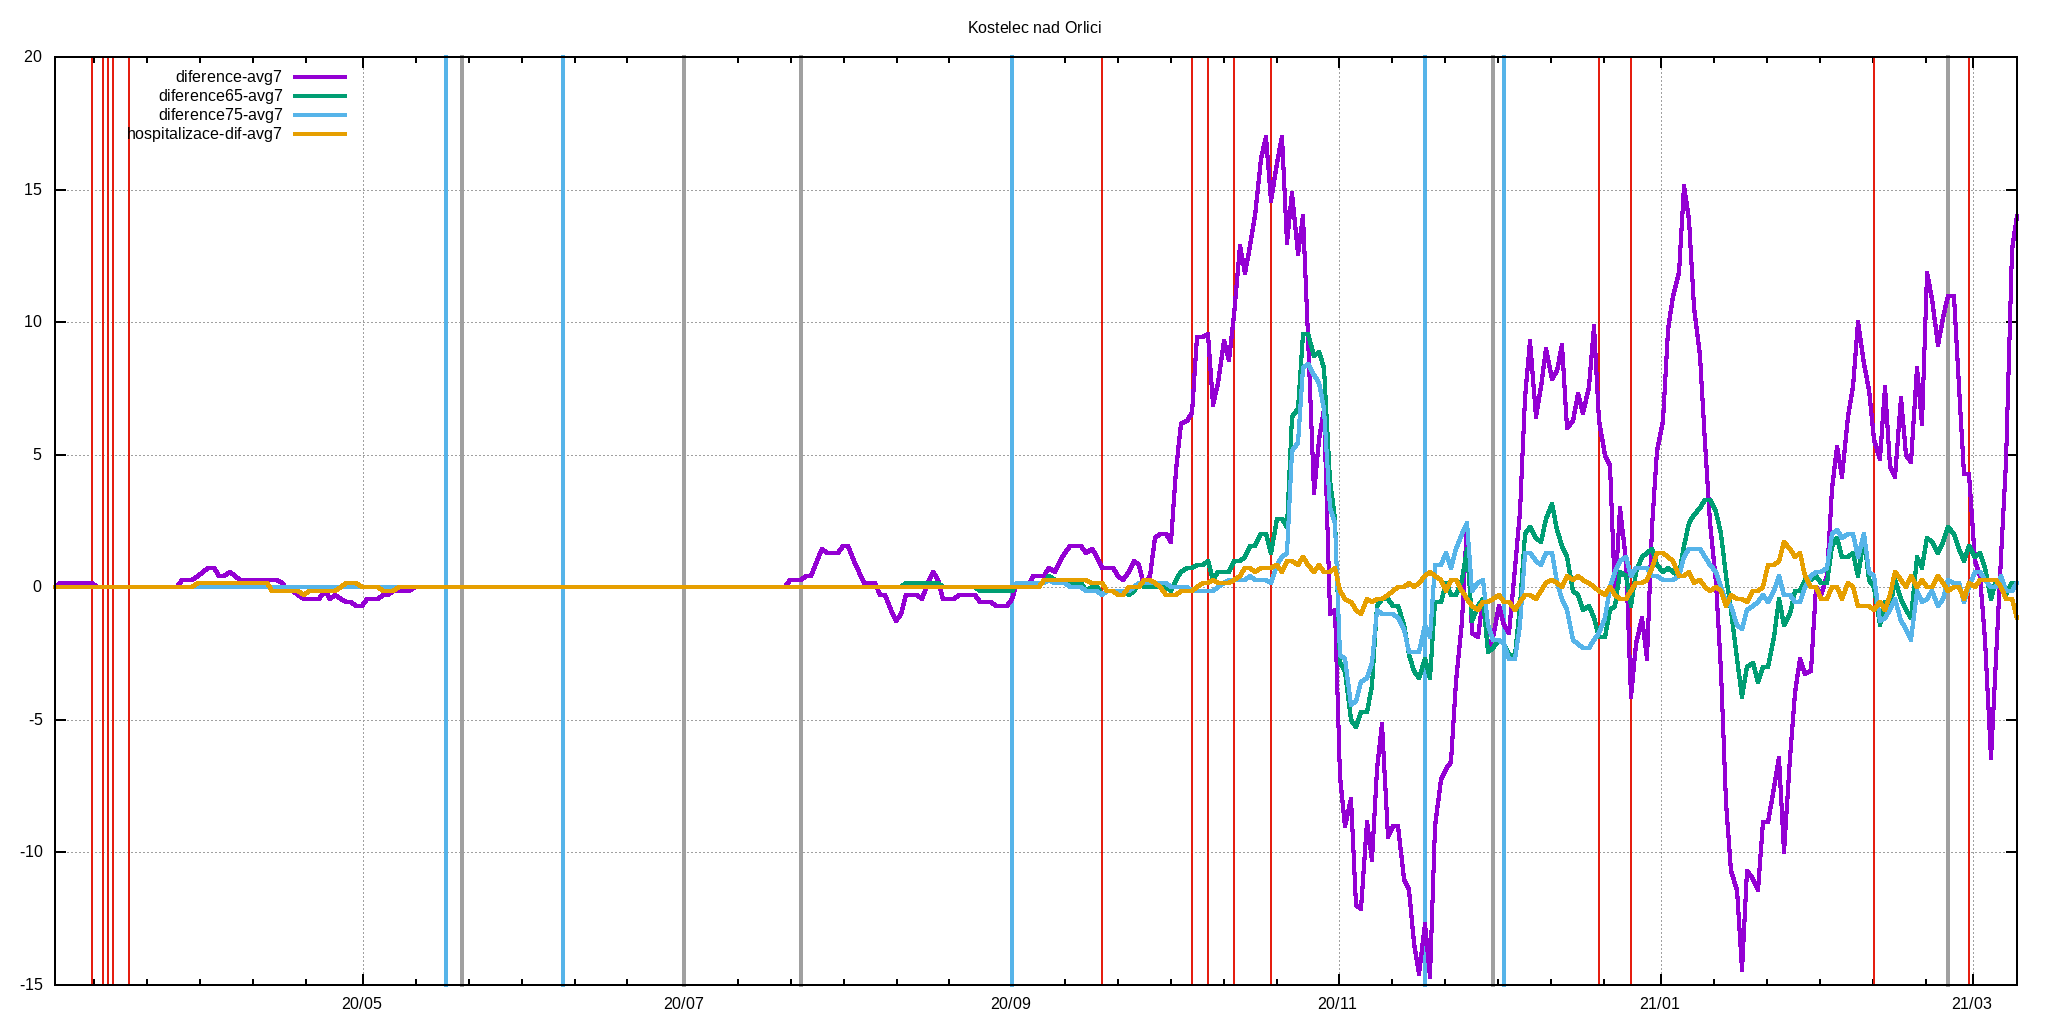 Kostelec nad Orlici
20
diference-avg7
diference65-avg7
diference75-avg7
hospitalizace-dif-avg7
15
10
5
0
-5
-10
-15
20/05 20/07 20/09 20/11 21/01 21/03